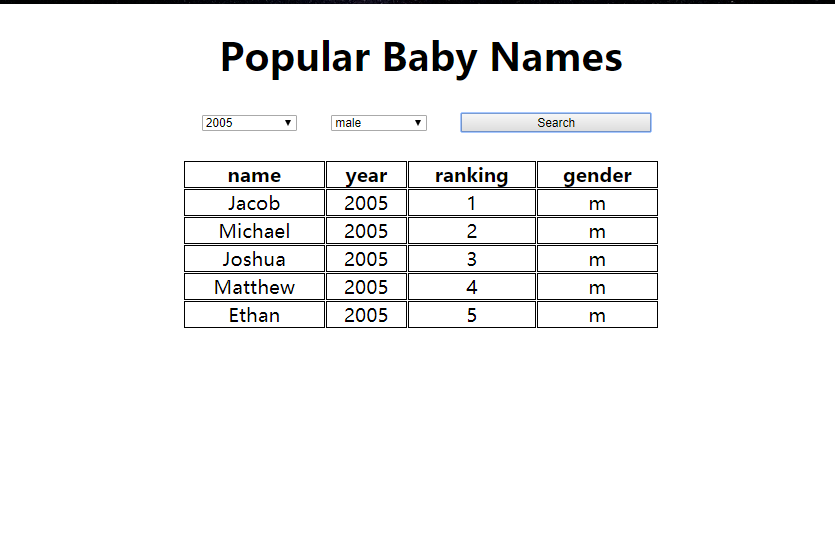 Popular Baby Names
2005 male Search
name year ranking gender
Jacob 2005 1 m
Michael 2005 2 m
Joshua 2005 3 m
Matthew 2005 4 m
Ethan 2005 5 m